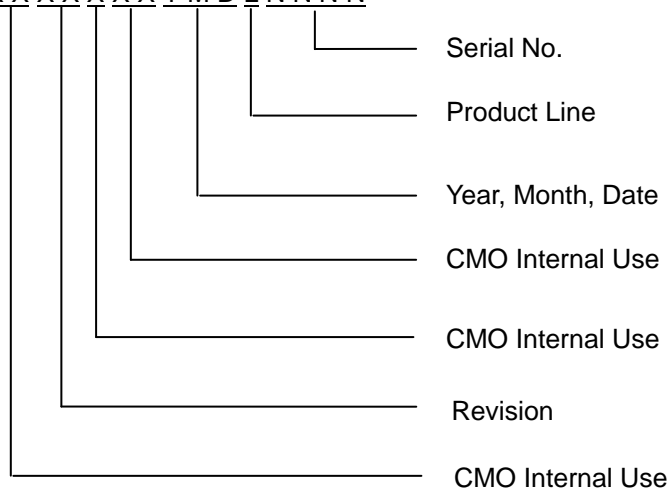 Serial No.
Product Line
Year, Month, Date
CMO Internal Use
CMO Internal Use
Revision
CMO Internal Use